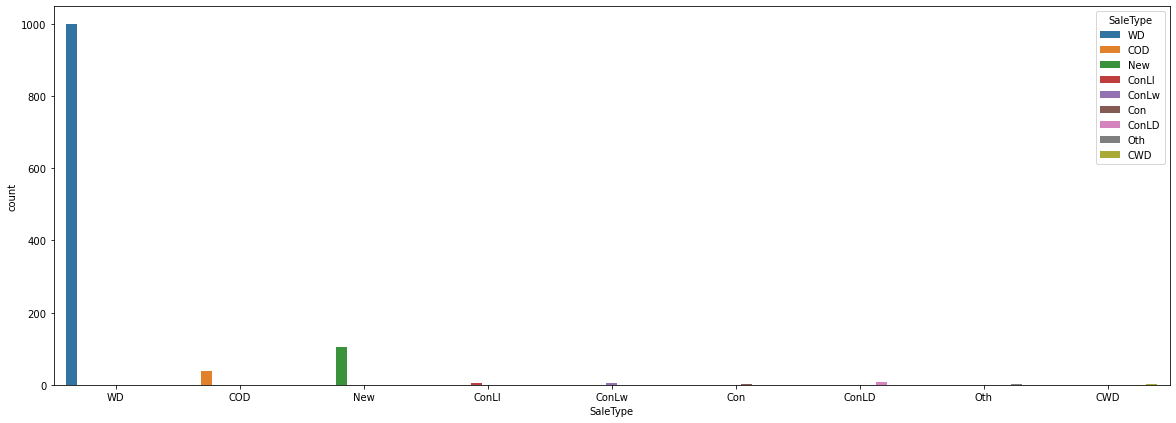 1000
800
600
400
200
0
count
WD
COD
New
ConLI
ConLw
Con
ConLD
Oth
CWD
SaleType
SaleType
WD
COD
New
ConLI
ConLw
Con
ConLD
Oth
CWD